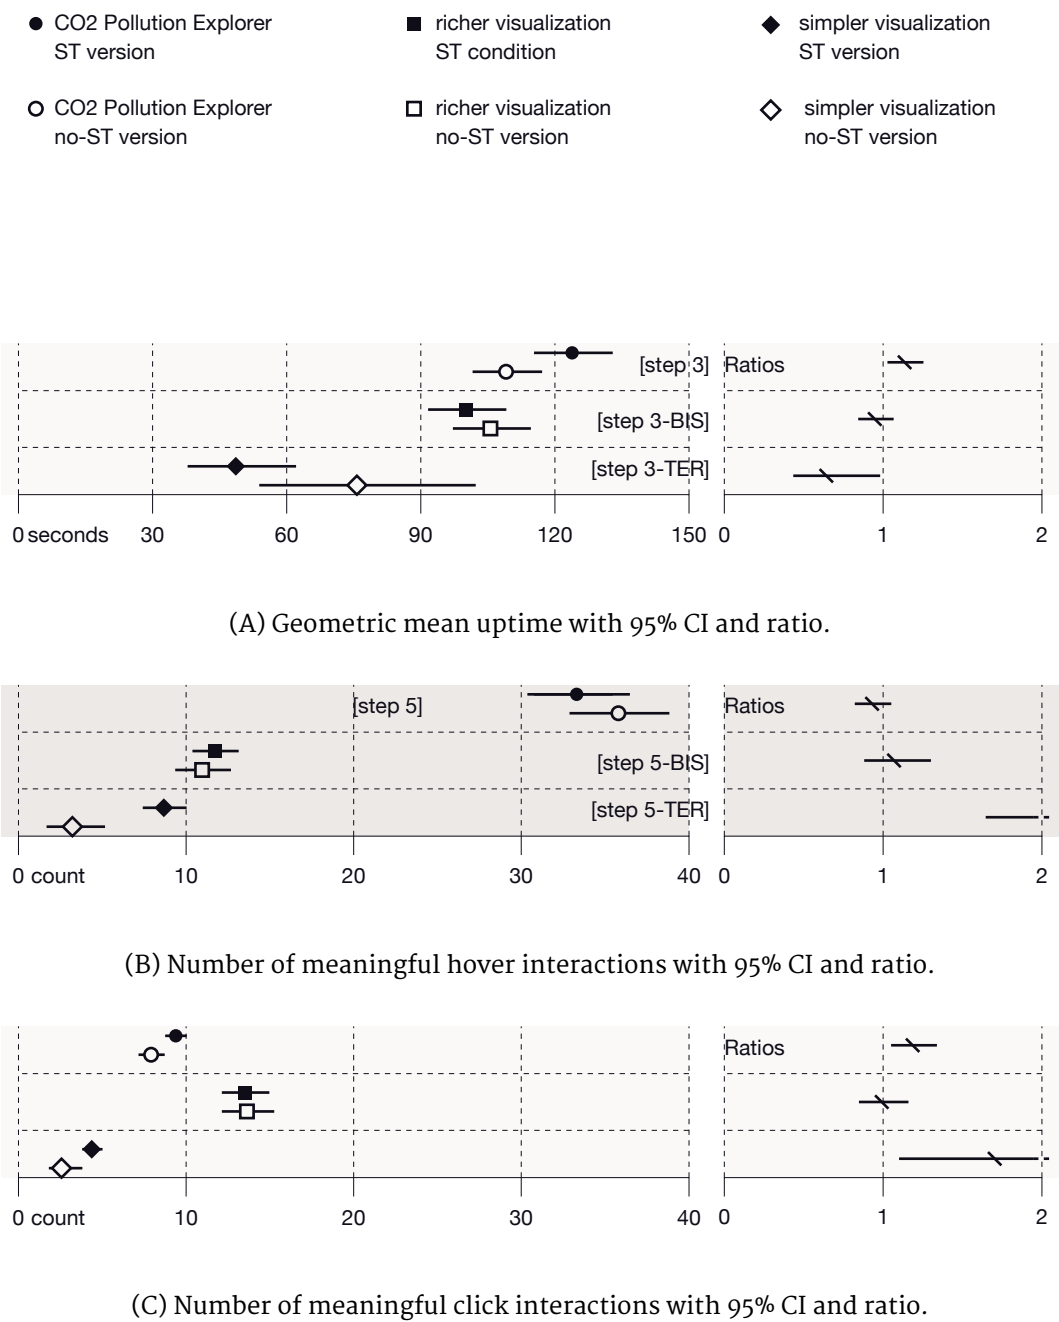 CO2 Pollution Explorer
ST version
richer visualization
ST condition
simpler visualization
ST version
CO2 Pollution Explorer
no-ST version
richer visualization
no-ST version
simpler visualization
no-ST version
[step 3] Ratios
[step 3-BIS]
[step 3-TER]
0 seconds 30 60 90 120 150 0 1 2
(A) Geometric mean uptime with 95% CI and ratio.
[step 5] Ratios
[step 5-BIS]
[step 5-TER]
0 count 10 20 30 40 0 1 2
(B) Number of meaningful hover interactions with 95% CI and ratio.
Ratios
0 count 10 20 30 40 0 1 2
(C) Number of meaningful click interactions with 95% CI and ratio.